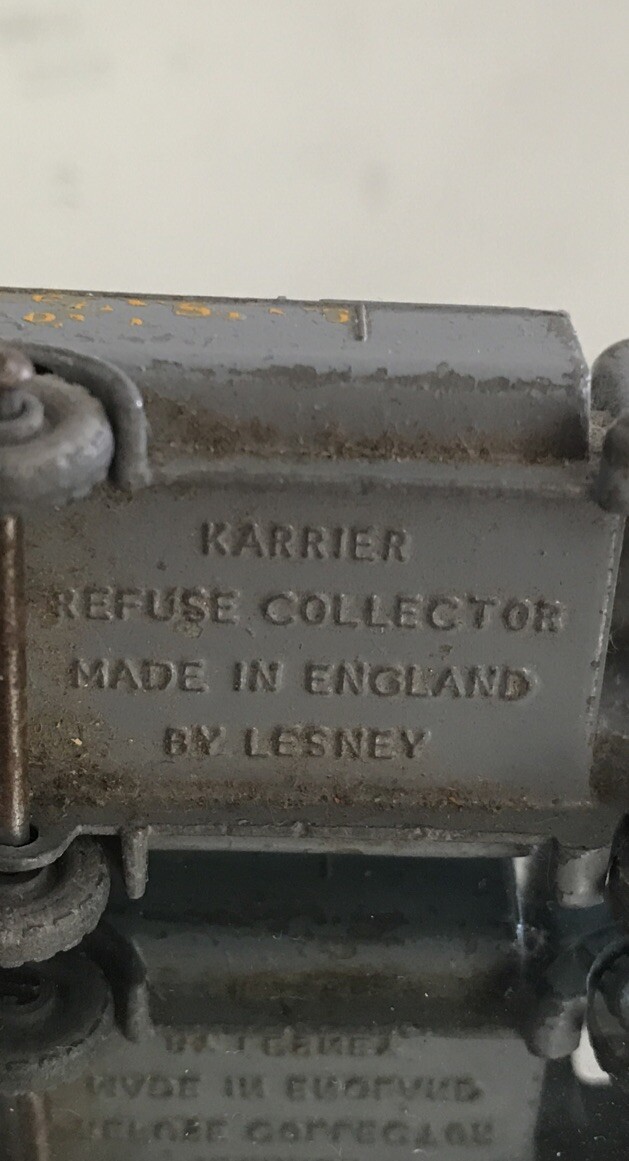 KARRIER
REFUSE COLLECTOR
MADE IN ENGLAND
BY LESNEY